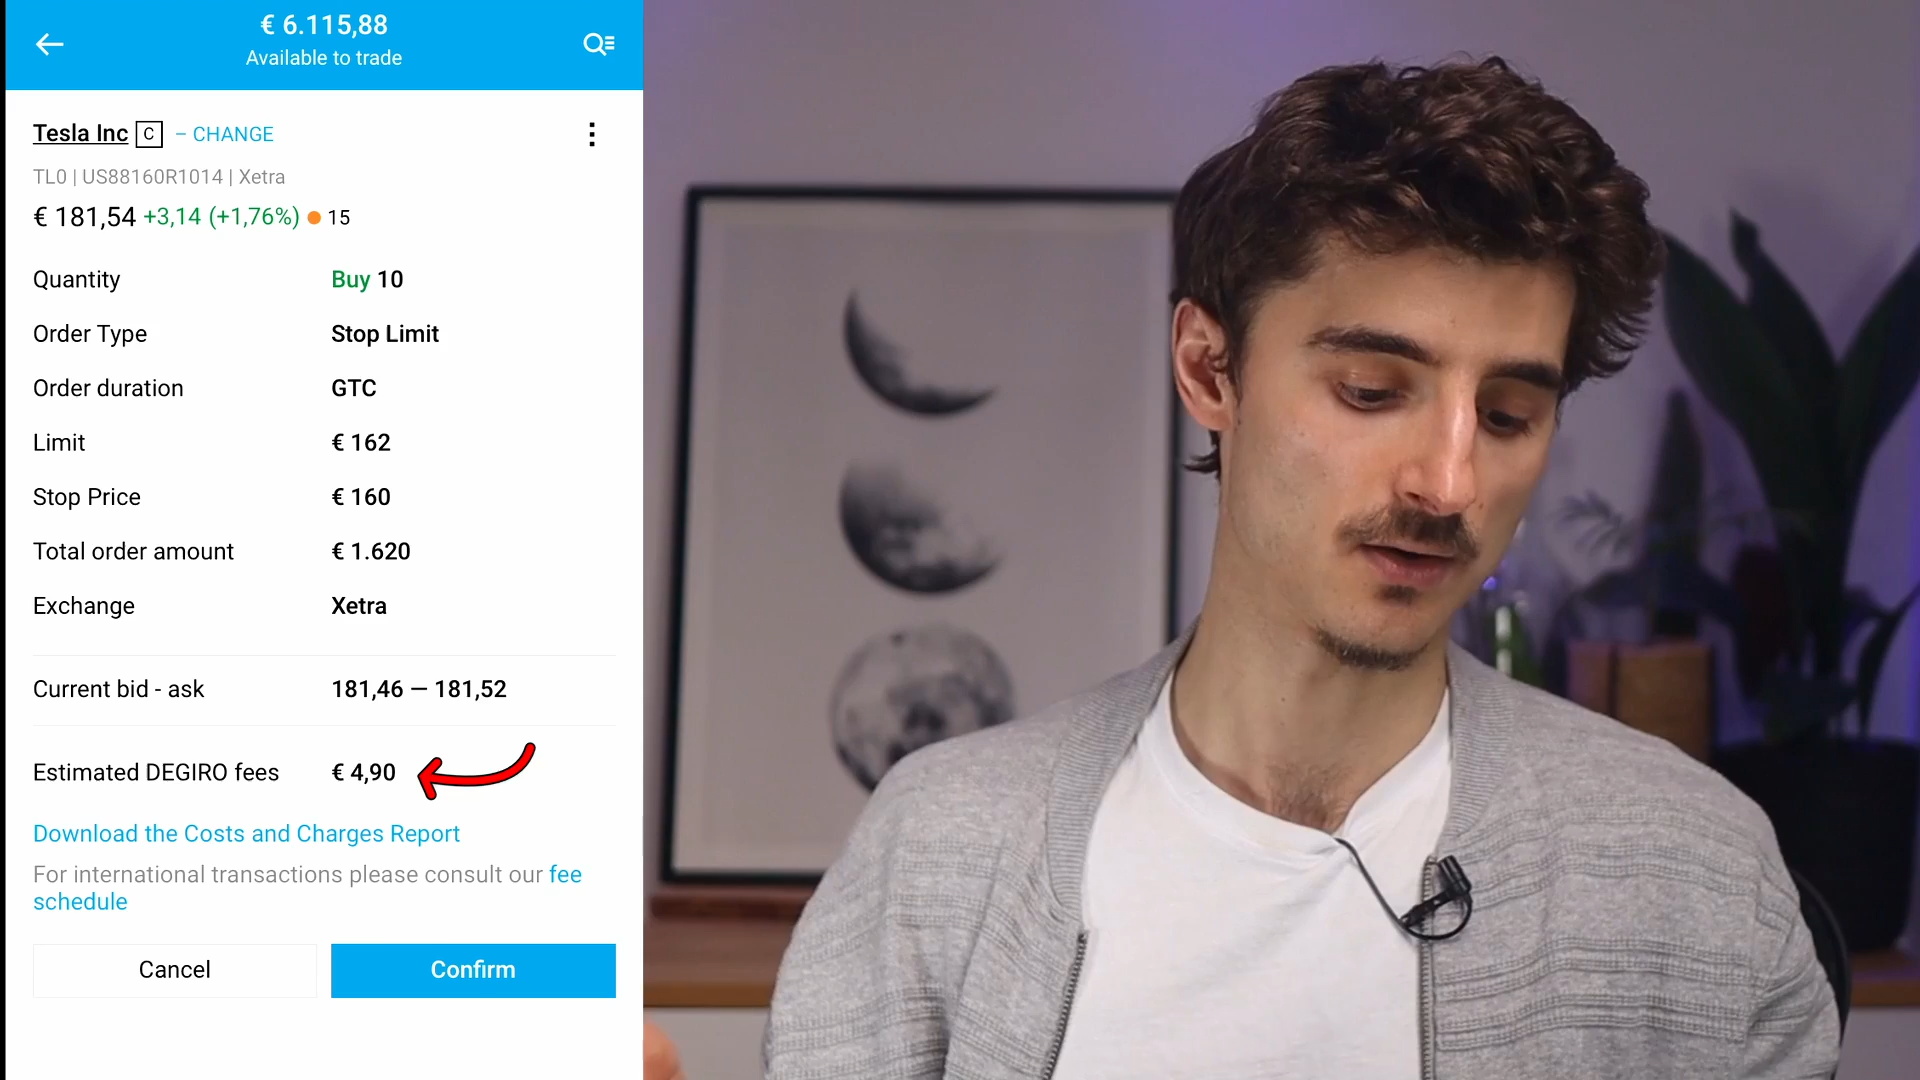 € 6.115,88
Available to trade
Tesla Inc C – CHANGE
TL0 | US88160R1014 | Xetra
€ 181,54 +3,14 (+1,76%) 15
Quantity Buy 10
Order Type Stop Limit
Order duration GTC
Limit € 162
Stop Price € 160
Total order amount € 1.620
Exchange Xetra
Current bid - ask 181,46 — 181,52
Estimated DEGIRO fees € 4,90
Download the Costs and Charges Report
For international transactions please consult our fee
schedule
Cancel Confirm